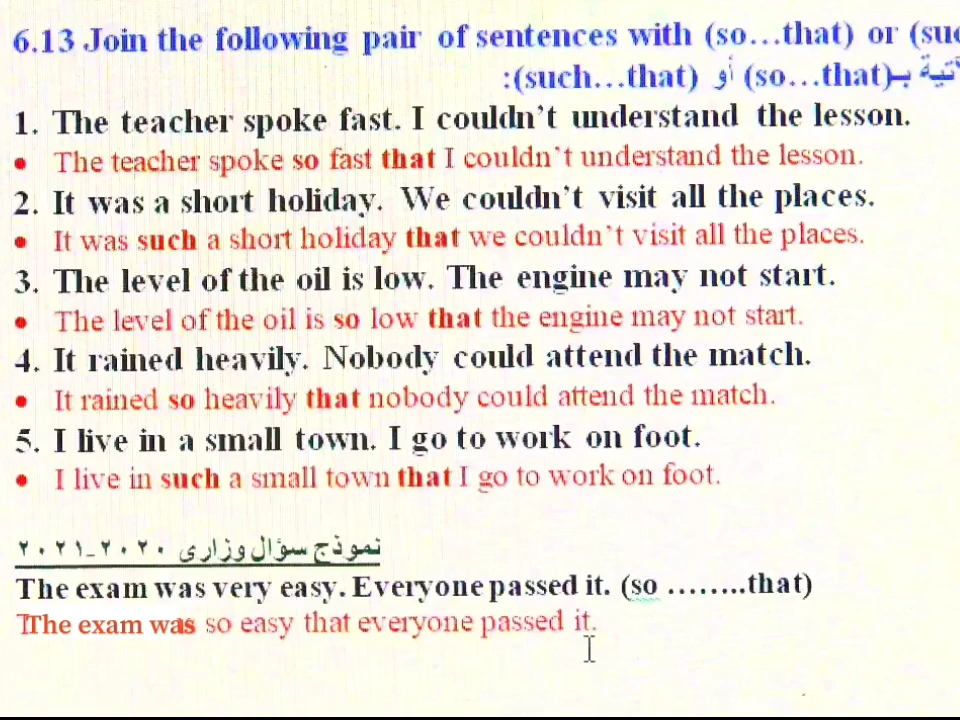 6.13 Join the following pair of sentences with (so…that) or
(such…that) أو (so…that)بـ:
1. The teacher spoke fast. I couldn't understand the lesson.
• The teacher spoke so fast that I couldn't understand the lesson.
2. It was a short holiday. We couldn't visit all the places.
• It was such a short holiday that we couldn't visit all the places.
3. The level of the oil is low. The engine may not start.
• The level of the oil is so low that the engine may not start.
4. It rained heavily. Nobody could attend the match.
• It rained so heavily that nobody could attend the match.
5. I live in a small town. I go to work on foot.
• I live in such a small town that I go to work on foot.
نموذج سؤال وزاري ٢٠٢٠-٢٠٢١
The exam was very easy. Everyone passed it. (so ……..that)
The exam was so easy that everyone passed it.